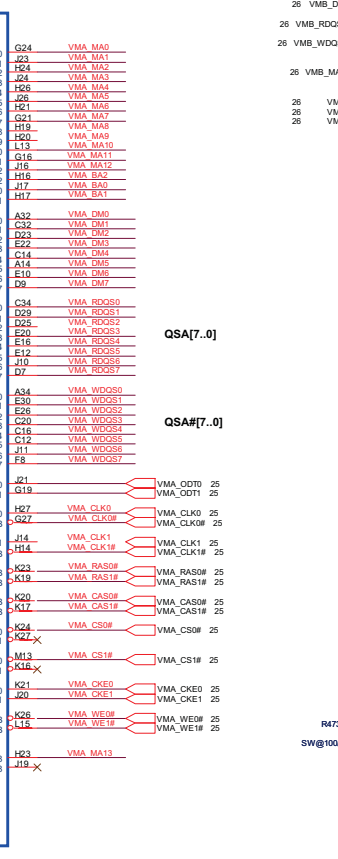 26 VMB_D
26 VMB_RDQS
26 VMB_WDQ
26 VMB_MA
26 VM
26 VM
26 VM
G24 VMA_MA0
J23 VMA_MA1
H24 VMA_MA2
J24 VMA_MA3
H26 VMA_MA4
J26 VMA_MA5
H21 VMA_MA6
G21 VMA_MA7
H19 VMA_MA8
H20 VMA_MA9
L13 VMA_MA10
G16 VMA_MA11
J16 VMA_MA12
H16 VMA_BA2
J17 VMA_BA0
H17 VMA_BA1
A32 VMA_DM0
C32 VMA_DM1
D23 VMA_DM2
E22 VMA_DM3
C14 VMA_DM4
A14 VMA_DM5
E10 VMA_DM6
D9 VMA_DM7
C34 VMA_RDQS0
D29 VMA_RDQS1
D25 VMA_RDQS2
E20 VMA_RDQS3
E16 VMA_RDQS4
E12 VMA_RDQS5
J10 VMA_RDQS6
D7 VMA_RDQS7
QSA[7..0]
A34 VMA_WDQS0
E30 VMA_WDQS1
E26 VMA_WDQS2
C20 VMA_WDQS3
C16 VMA_WDQS4
C12 VMA_WDQS5
J11 VMA_WDQS6
F8 VMA_WDQS7
QSA#[7..0]
J21 VMA_ODT0 25
G19 VMA_ODT1 25
H27 VMA_CLK0 VMA_CLK0 25
G27 VMA_CLK0# VMA_CLK0# 25
J14 VMA_CLK1 VMA_CLK1 25
H14 VMA_CLK1# VMA_CLK1# 25
K23 VMA_RAS0# VMA_RAS0# 25
K19 VMA_RAS1# VMA_RAS1# 25
K20 VMA_CAS0# VMA_CAS0# 25
K17 VMA_CAS1# VMA_CAS1# 25
K24 VMA_CS0# VMA_CS0# 25
K27
M13 VMA_CS1# VMA_CS1# 25
K16
K21 VMA_CKE0 VMA_CKE0 25
J20 VMA_CKE1 VMA_CKE1 25
K26 VMA_WE0# VMA_WE0# 25
L15 VMA_WE1# VMA_WE1# 25
R473
SW@100
H23 VMA_MA13
J19